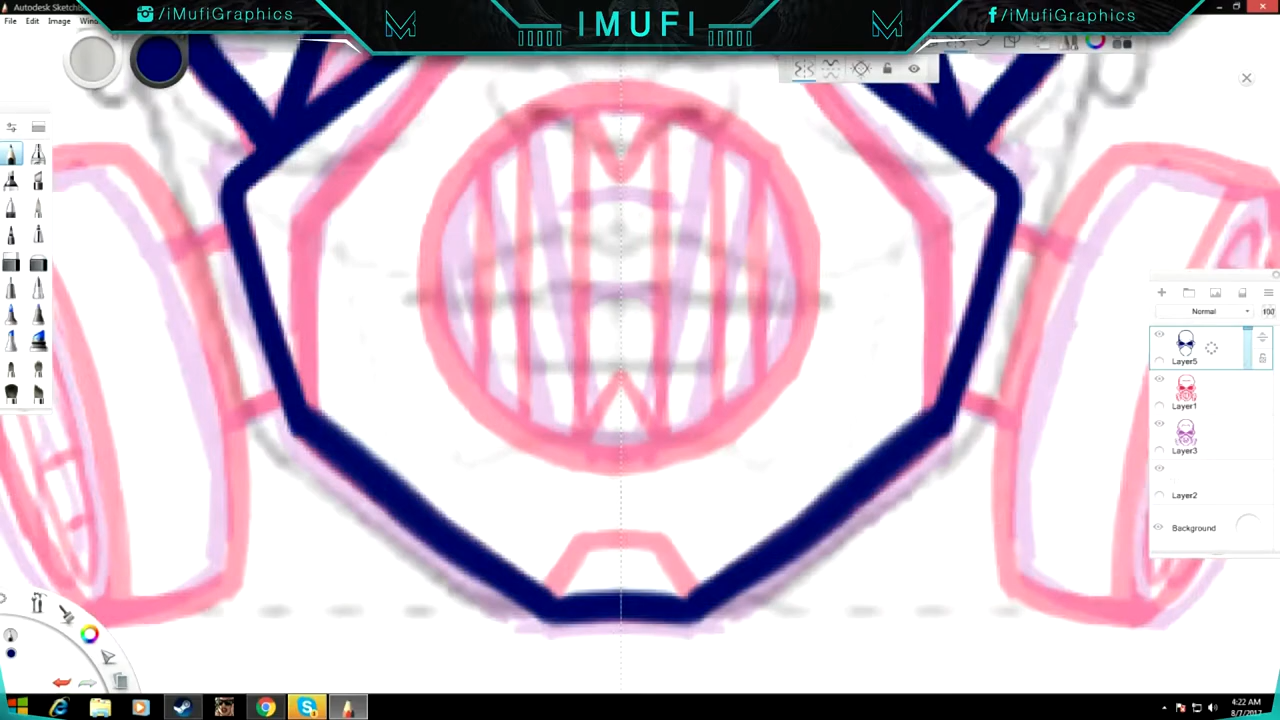 Autodesk Sketch
/iMufiGraphics
IMUFI
f/iMufiGraphics
File Edit Image
Normal
100
Layer5
Layer1
Layer3
Layer2
Background
4:22 AM
8/7/2017